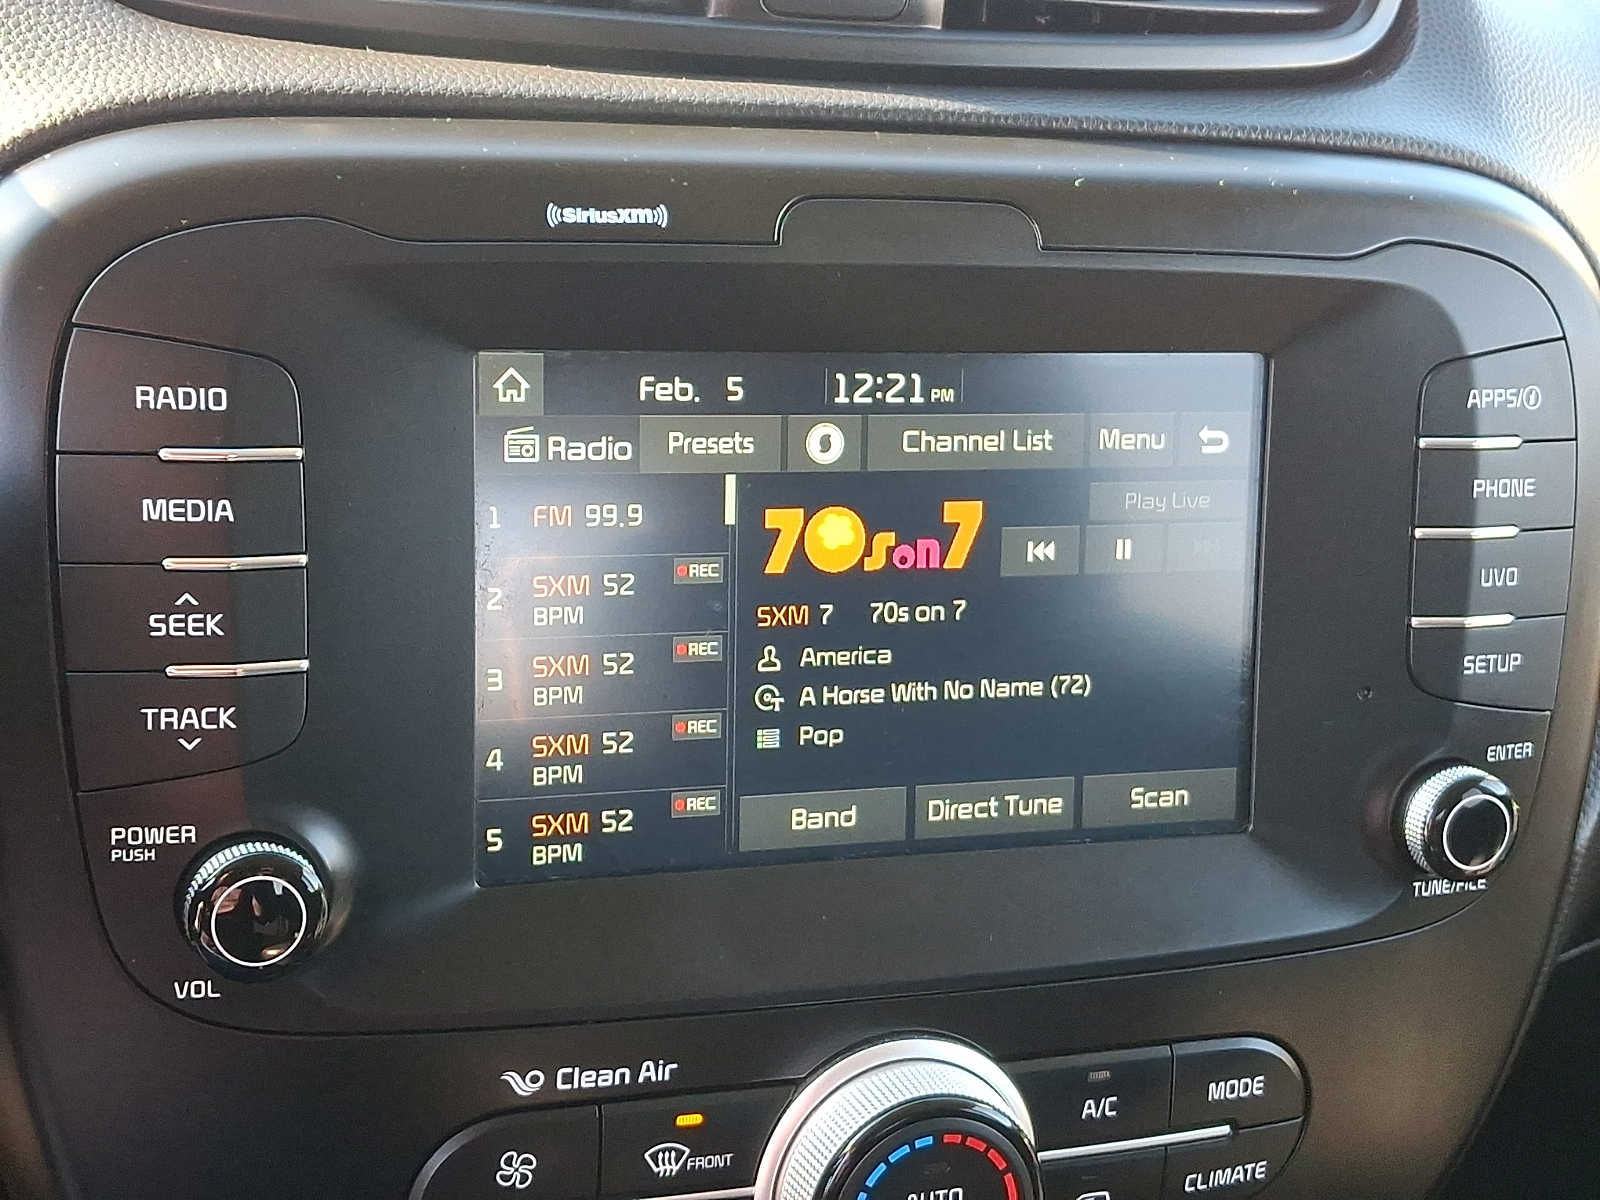 SiriusXM
RADIO
MEDIA
SEEK
TRACK
POWER
PUSH
VOL
Feb. 5 12:21 PM
Radio Presets Channel List Menu
1 FM 99.9
2 SXM 52 REC
BPM
3 SXM 52 REC
BPM
4 SXM 52 REC
BPM
5 SXM 52 REC
BPM
70s on 7
Play Live
SXM 7 70s on 7
America
A Horse With No Name (72)
Pop
Band Direct Tune Scan
APPS/i
PHONE
UVO
SETUP
ENTER
TUNE/FILE
Clean Air
FRONT
AUTO
A/C
MODE
CLIMATE